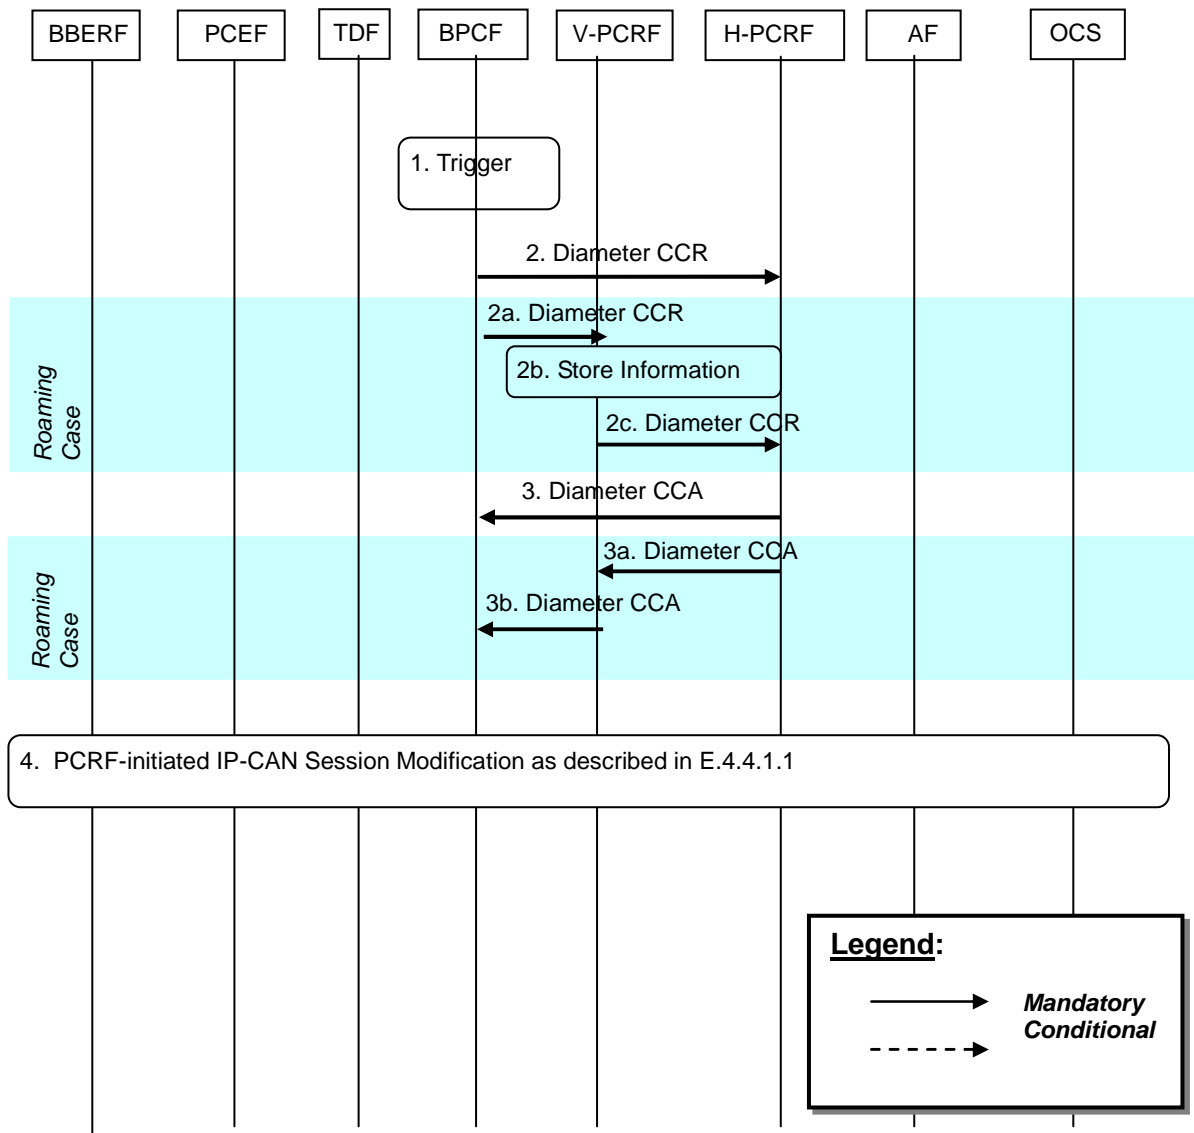 BBERF PCEF TDF BPCF V-PCRF H-PCRF AF OCS
1. Trigger
2. Diameter CCR
2a. Diameter CCR
2b. Store Information
2c. Diameter CCR
Roaming
Case
3. Diameter CCA
3a. Diameter CCA
3b. Diameter CCA
Roaming
Case
4. PCRF-initiated IP-CAN Session Modification as described in E.4.4.1.1
Legend:
Mandatory
Conditional